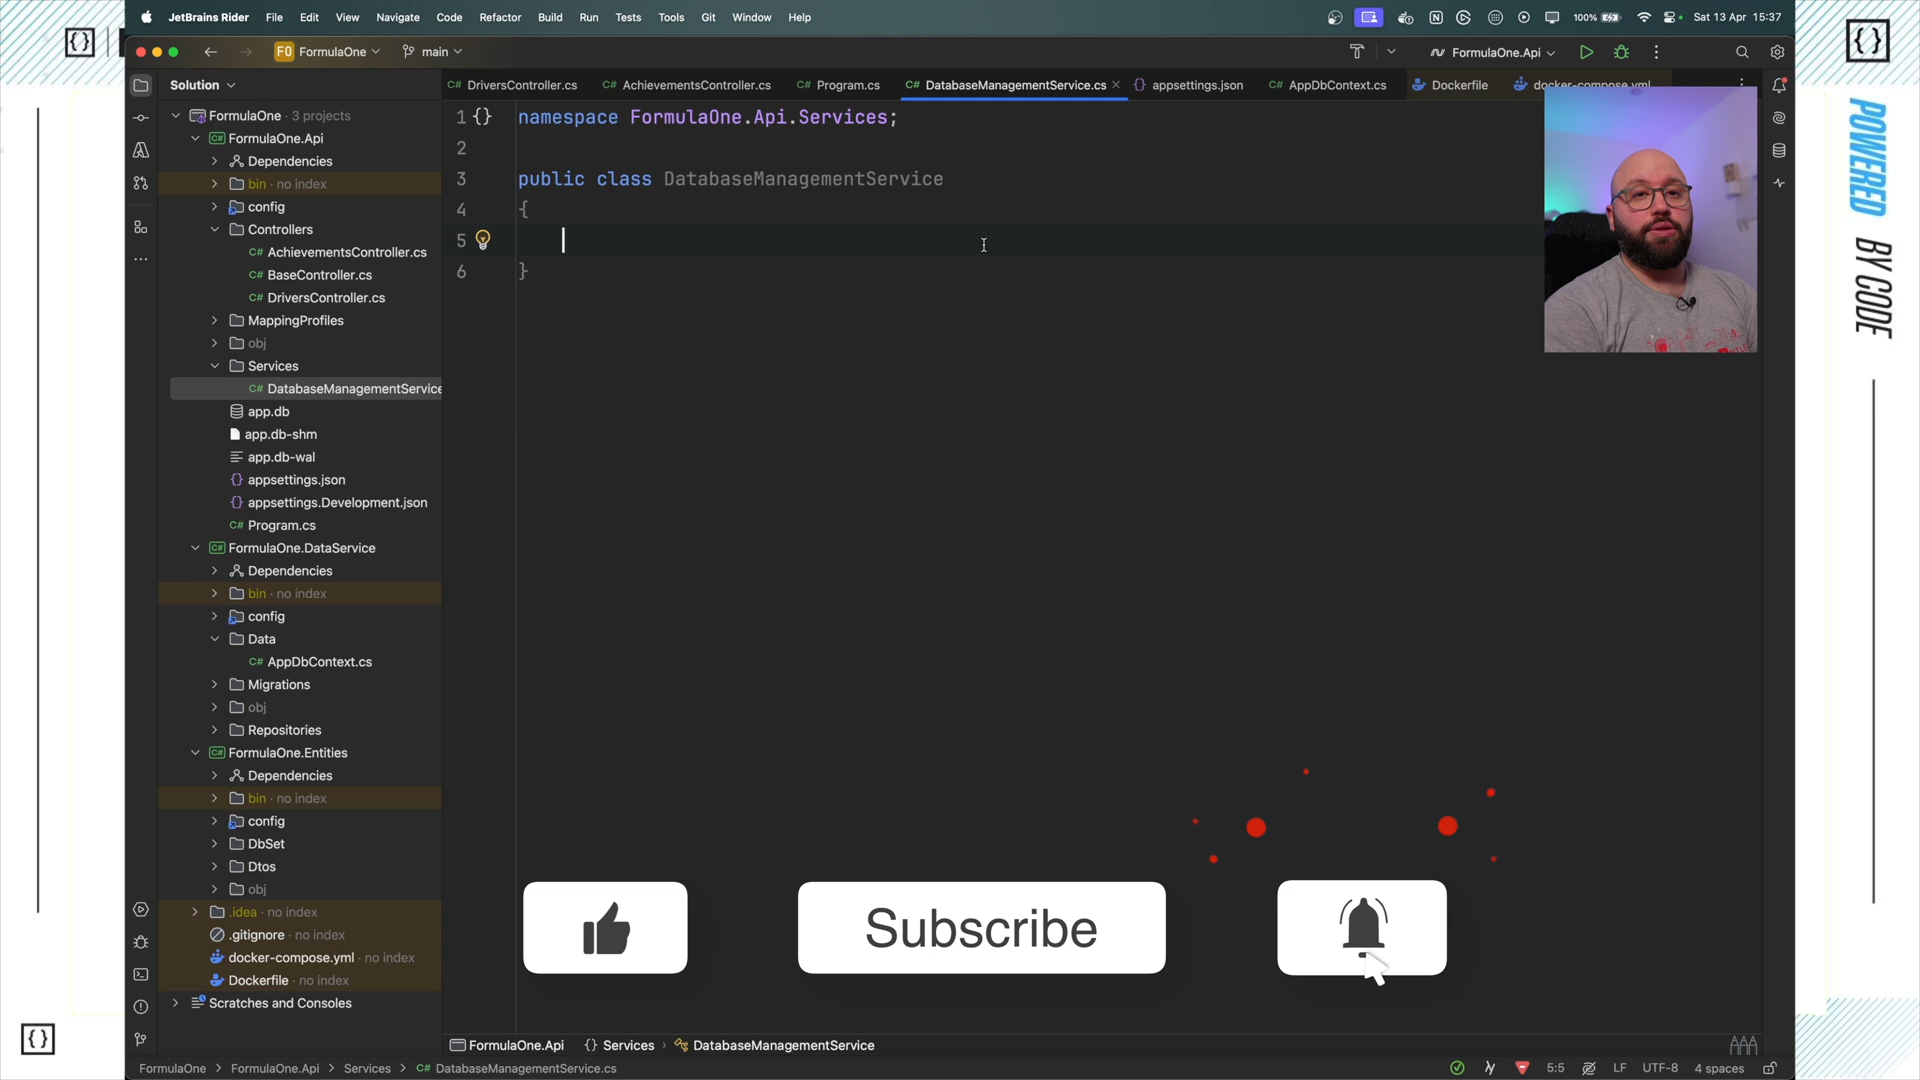 JetBrains Rider File Edit View Navigate Code Refactor Build Run Tests Tools Git Window Help 100% Sat 13 Apr 15:37
FO FormulaOne main FormulaOne.Api
Solution
FormulaOne · 3 projects
FormulaOne.Api
Dependencies
bin · no index
config
Controllers
C# AchievementsController.cs
C# BaseController.cs
C# DriversController.cs
MappingProfiles
obj
Services
C# DatabaseManagementService
app.db
app.db-shm
app.db-wal
{} appsettings.json
{} appsettings.Development.json
C# Program.cs
C# FormulaOne.DataService
Dependencies
bin · no index
config
Data
C# AppDbContext.cs
Migrations
obj
Repositories
C# FormulaOne.Entities
Dependencies
bin · no index
config
DbSet
Dtos
obj
.idea · no index
.gitignore · no index
docker-compose.yml · no index
Dockerfile · no index
Scratches and Consoles
C# DriversController.cs C# AchievementsController.cs C# Program.cs C# DatabaseManagementService.cs {} appsettings.json C# AppDbContext.cs Dockerfile docker-compose.yml
1 {} namespace FormulaOne.Api.Services;
2
3 public class DatabaseManagementService
4 {
5
6 }
Subscribe
FormulaOne.Api {} Services › DatabaseManagementService
FormulaOne › FormulaOne.Api › Services › C# DatabaseManagementService.cs 5:5 LF UTF-8 4 spaces
POWERED BY CODE